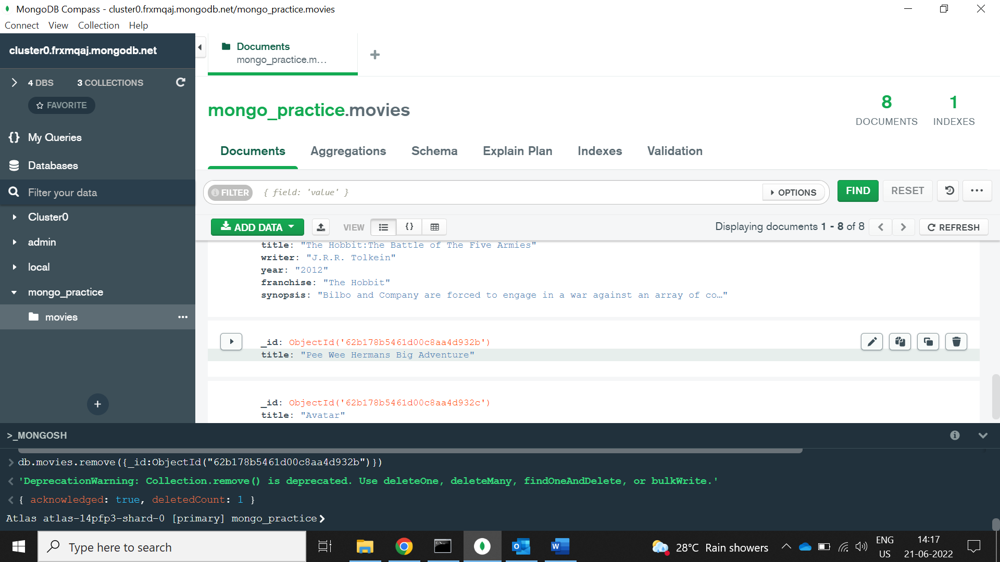 MongoDB Compass - cluster0.frxmqaj.mongodb.net/mongo_practice.movies
Connect View Collection Help
cluster0.frxmqaj.mongodb.net
4 DBS 3 COLLECTIONS
FAVORITE
{} My Queries
Databases
Filter your data
Cluster0
admin
local
mongo_practice
movies
Documents
mongo_practice.m...
mongo_practice.movies
8
DOCUMENTS
1
INDEXES
Documents Aggregations Schema Explain Plan Indexes Validation
FILTER { field: 'value' } OPTIONS FIND RESET
ADD DATA VIEW {} Displaying documents 1 - 8 of 8 REFRESH
title: "The Hobbit:The Battle of The Five Armies"
writer: "J.R.R. Tolkein"
year: "2012"
franchise: "The Hobbit"
synopsis: "Bilbo and Company are forced to engage in a war against an array of co…"
_id: ObjectId('62b178b5461d00c8aa4d932b')
title: "Pee Wee Hermans Big Adventure"
_id: ObjectId('62b178b5461d00c8aa4d932c')
title: "Avatar"
>_MONGOSH
> db.movies.remove({_id:ObjectId("62b178b5461d00c8aa4d932b")})
< 'DeprecationWarning: Collection.remove() is deprecated. Use deleteOne, deleteMany, findOneAndDelete, or bulkWrite.'
< { acknowledged: true, deletedCount: 1 }
Atlas atlas-14pfp3-shard-0 [primary] mongo_practice>
Type here to search
28°C Rain showers
ENG
US
14:17
21-06-2022